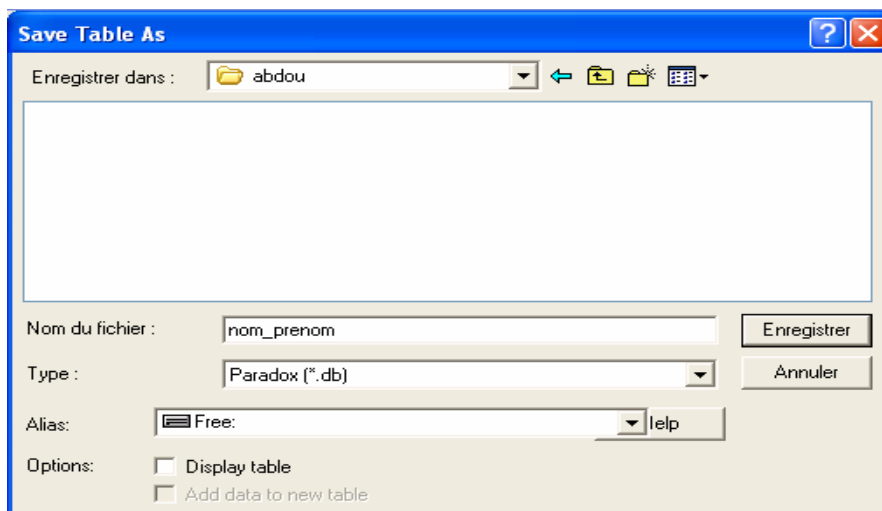 Save Table As
Enregistrer dans : abdou
Nom du fichier : nom_prenom Enregistrer
Type : Paradox (*.db) Annuler
Alias: Free: lelp
Options: Display table
Add data to new table